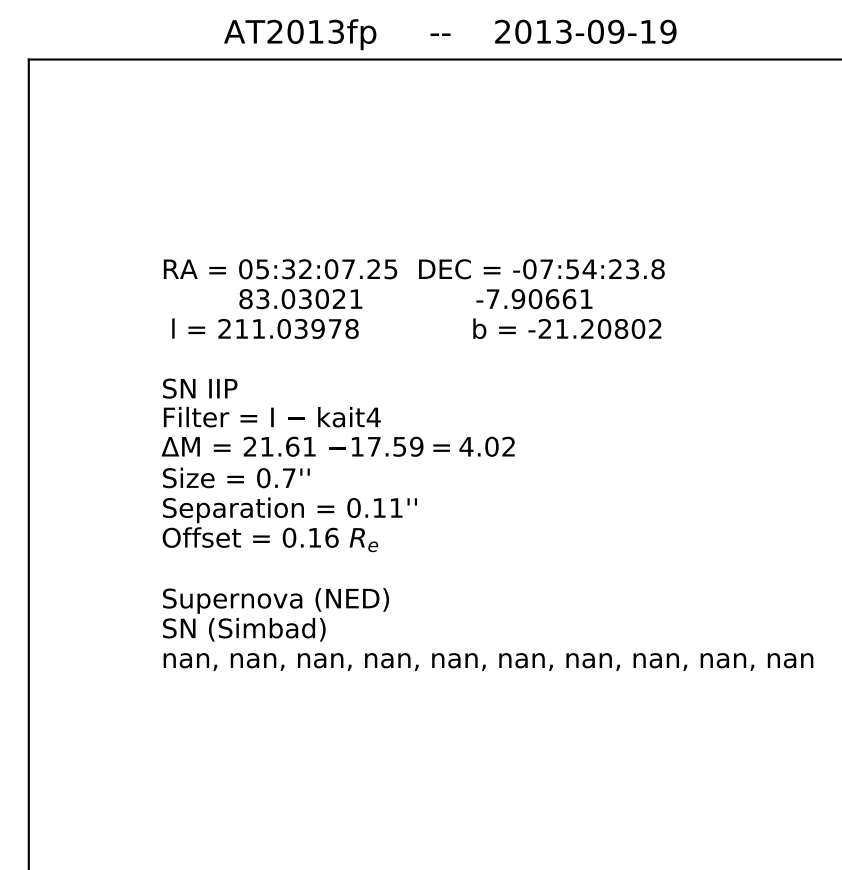 AT2013fp -- 2013-09-19
RA = 05:32:07.25 DEC = -07:54:23.8
83.03021 -7.90661
l = 211.03978 b = -21.20802
SN IIP
Filter = I − kait4
ΔM = 21.61 −17.59 = 4.02
Size = 0.7''
Separation = 0.11''
Offset = 0.16 Rₑ
Supernova (NED)
SN (Simbad)
nan, nan, nan, nan, nan, nan, nan, nan, nan, nan